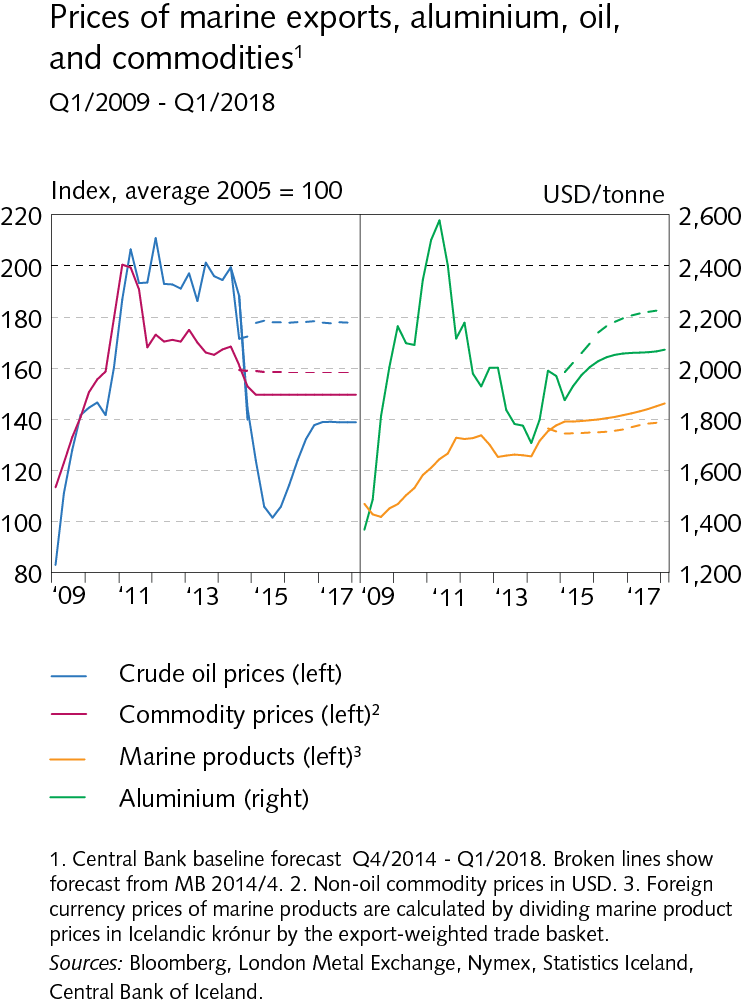 Prices of marine exports, aluminium, oil,
and commodities¹
Q1/2009 - Q1/2018
Index, average 2005 = 100
USD/tonne
220
200
180
160
140
120
100
80
2,600
2,400
2,200
2,000
1,800
1,600
1,400
1,200
‘09 ‘11 ‘13 ‘15 ‘17 ‘09 ‘11 ‘13 ‘15 ‘17
Crude oil prices (left)
Commodity prices (left)²
Marine products (left)³
Aluminium (right)
1. Central Bank baseline forecast Q4/2014 - Q1/2018. Broken lines show
forecast from MB 2014/4. 2. Non-oil commodity prices in USD. 3. Foreign
currency prices of marine products are calculated by dividing marine product
prices in Icelandic krónur by the export-weighted trade basket.
Sources: Bloomberg, London Metal Exchange, Nymex, Statistics Iceland,
Central Bank of Iceland.